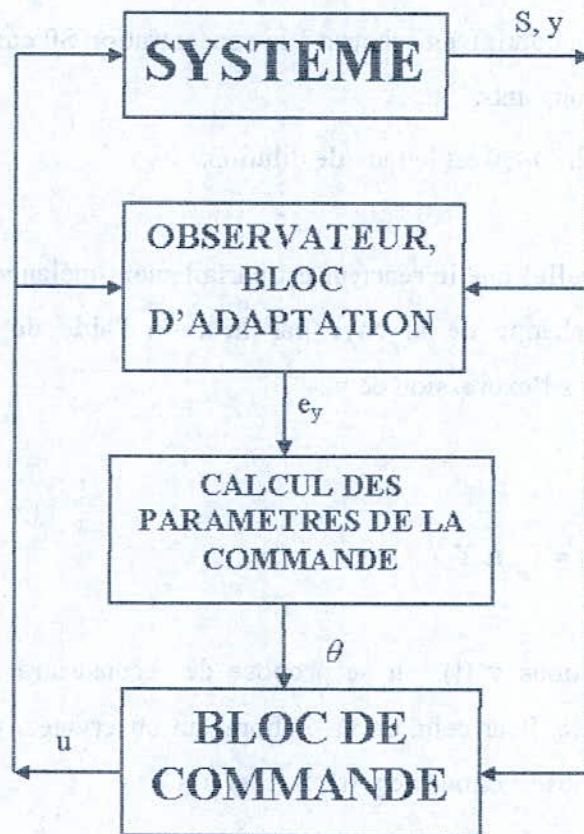 S, y
SYSTEME
OBSERVATEUR,
BLOC
D'ADAPTATION
e_y
CALCUL DES
PARAMETRES DE LA
COMMANDE
θ
BLOC DE
u
COMMANDE